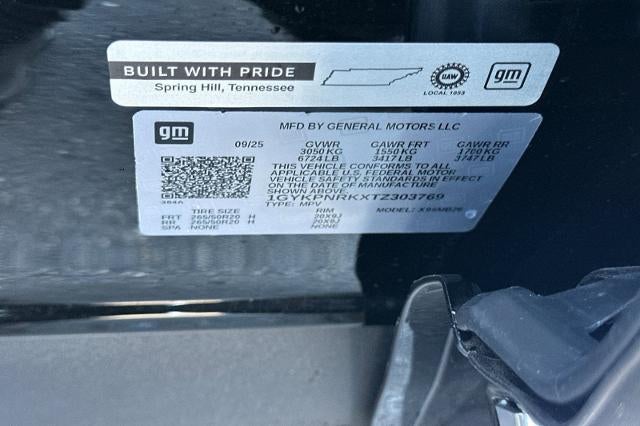 BUILT WITH PRIDE
Spring Hill, Tennessee
UAW
LOCAL 1853
gm
gm
MFD BY GENERAL MOTORS LLC
09/25 GVWR GAWR FRT GAWR RR
3050 KG 1550 KG 1700 KG
6724 LB 3417 LB 3747 LB
THIS VEHICLE CONFORMS TO ALL
APPLICABLE U.S. FEDERAL MOTOR
VEHICLE SAFETY STANDARDS IN EFFECT
ON THE DATE OF MANUFACTURE
SHOWN ABOVE.
1GYKPNRKXTZ303769
TYPE: MPV MODEL:
TIRE SIZE RIM
FRT 265/50R20 H 20X9J
RR 265/50R20 H 20X9J
SPA NONE NONE